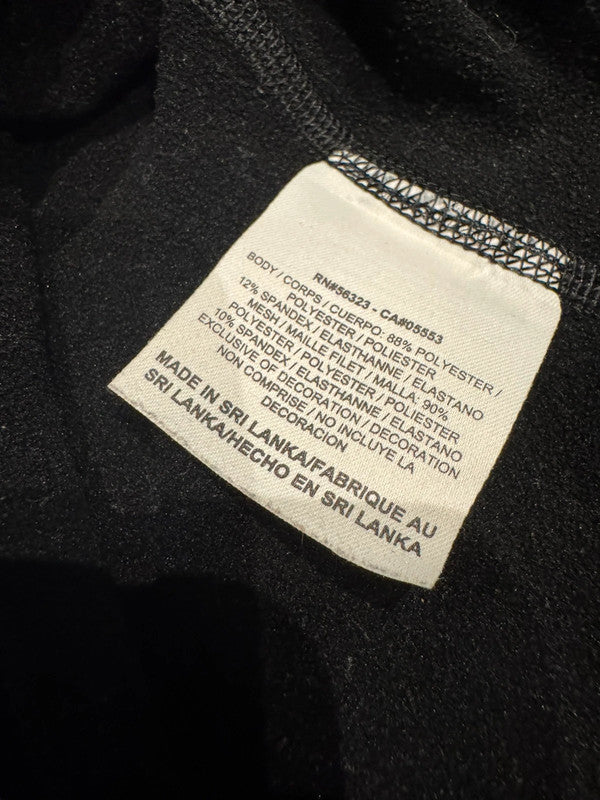 RN#56323 - CA#05553
BODY / CORPS / CUERPO: 88% POLYESTER /
POLYESTER / POLIESTER
12% SPANDEX / ELASTHANNE / ELASTANO
MESH / MAILLE FILET / MALLA: 90%
POLYESTER / POLYESTER / POLIESTER
10% SPANDEX / ELASTHANNE / ELASTANO
EXCLUSIVE OF DECORATION / DECORATION
NON COMPRISE / NO INCLUYE LA
DECORACION
MADE IN SRI LANKA/FABRIQUE AU
SRI LANKA/HECHO EN SRI LANKA